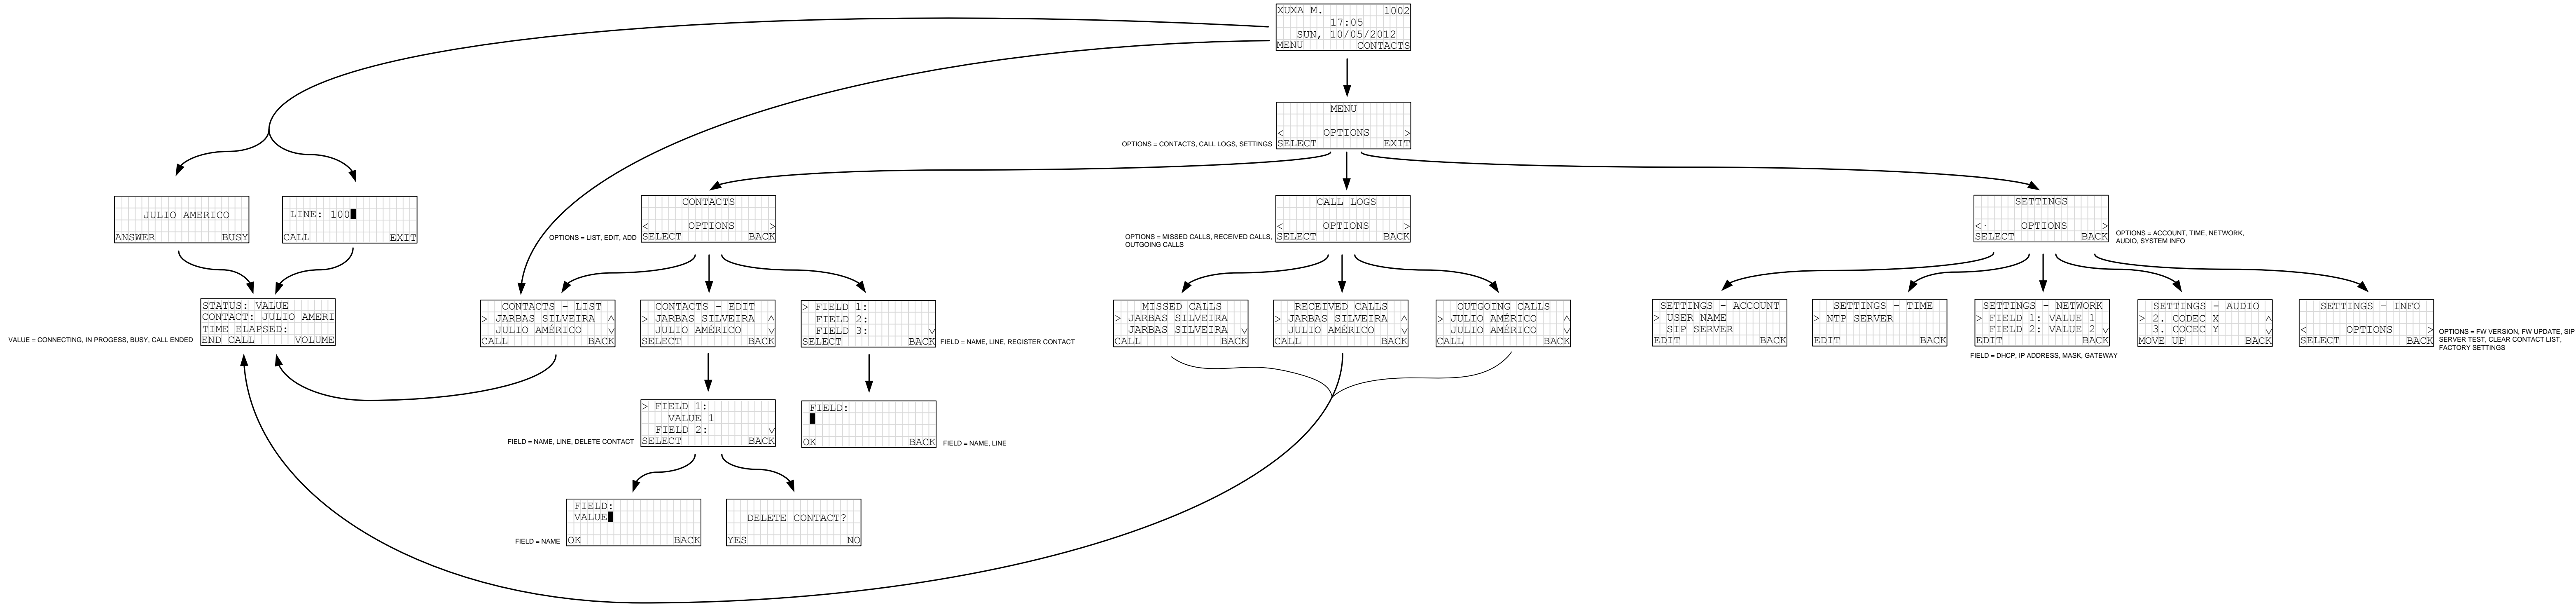 XUXA M. 1002
17:05
SUN, 10/05/2012
MENU CONTACTS
MENU
< OPTIONS >
SELECT EXIT
OPTIONS = CONTACTS, CALL LOGS, SETTINGS
JULIO AMERICO
ANSWER BUSY
LINE: 100
CALL EXIT
CONTACTS
< OPTIONS >
SELECT BACK
OPTIONS = LIST, EDIT, ADD
CALL LOGS
< OPTIONS >
SELECT BACK
OPTIONS = MISSED CALLS, RECEIVED CALLS,
OUTGOING CALLS
SETTINGS
< OPTIONS >
SELECT BACK
OPTIONS = ACCOUNT, TIME, NETWORK,
AUDIO, SYSTEM INFO
STATUS: VALUE
CONTACT: JULIO AMERI
TIME ELAPSED:
END CALL VOLUME
VALUE = CONNECTING, IN PROGESS, BUSY, CALL ENDED
CONTACTS - LIST
> JARBAS SILVEIRA ^
JULIO AMÉRICO v
CALL BACK
CONTACTS - EDIT
> JARBAS SILVEIRA ^
JULIO AMÉRICO v
SELECT BACK
> FIELD 1:
FIELD 2:
FIELD 3: v
SELECT BACK
FIELD = NAME, LINE, REGISTER CONTACT
MISSED CALLS
> JARBAS SILVEIRA
JARBAS SILVEIRA v
CALL BACK
RECEIVED CALLS
> JARBAS SILVEIRA ^
JULIO AMÉRICO v
CALL BACK
OUTGOING CALLS
> JULIO AMÉRICO ^
JULIO AMÉRICO v
CALL BACK
SETTINGS - ACCOUNT
> USER NAME
SIP SERVER
EDIT BACK
SETTINGS - TIME
> NTP SERVER
EDIT BACK
SETTINGS - NETWORK
> FIELD 1: VALUE 1
FIELD 2: VALUE 2 v
EDIT BACK
FIELD = DHCP, IP ADDRESS, MASK, GATEWAY
SETTINGS - AUDIO
> 2. CODEC X ^
3. COCEC Y v
MOVE UP BACK
SETTINGS - INFO
< OPTIONS >
SELECT BACK
OPTIONS = FW VERSION, FW UPDATE, SIP
SERVER TEST, CLEAR CONTACT LIST,
FACTORY SETTINGS
> FIELD 1:
VALUE 1
FIELD 2: v
SELECT BACK
FIELD = NAME, LINE, DELETE CONTACT
FIELD:
OK BACK
FIELD = NAME, LINE
FIELD:
VALUE
OK BACK
FIELD = NAME
DELETE CONTACT?
YES NO